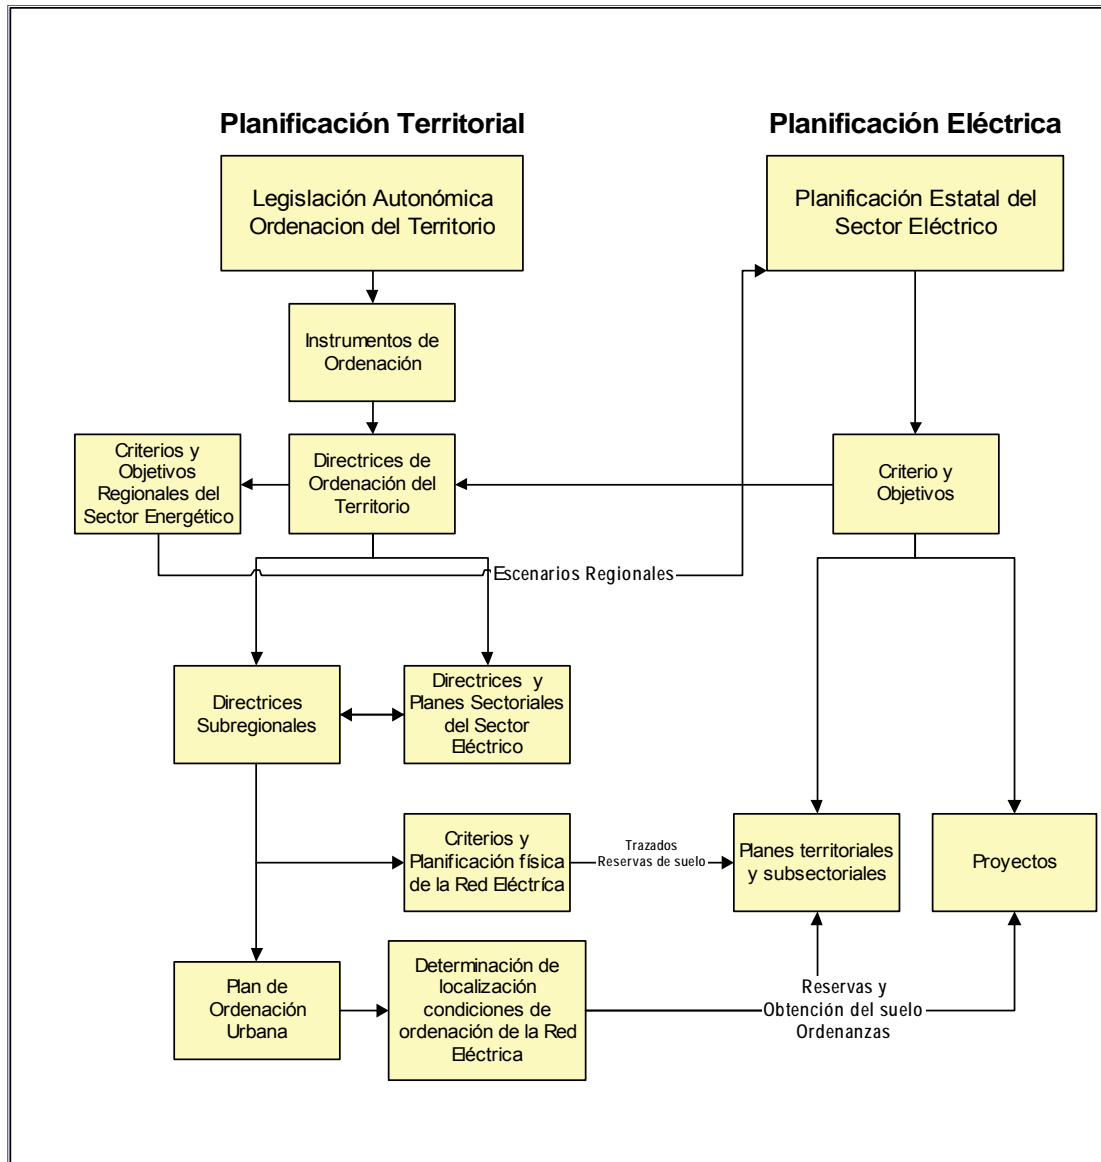 Planificación Territorial
Planificación Eléctrica
Legislación Autonómica
Ordenacion del Territorio
Planificación Estatal del
Sector Eléctrico
Instrumentos de
Ordenación
Criterios y
Objetivos
Regionales del
Sector Energético
Directrices de
Ordenación del
Territorio
Criterio y
Objetivos
Escenarios Regionales
Directrices
Subregionales
Directrices y
Planes Sectoriales
del Sector
Eléctrico
Criterios y
Planificación física
de la Red Eléctríca
Trazados
Reservas de suelo
Planes territoriales
y subsectoriales
Proyectos
Plan de
Ordenación
Urbana
Determinación de
localización
condiciones de
ordenación de la Red
Eléctrica
Reservas y
Obtención del suelo
Ordenanzas